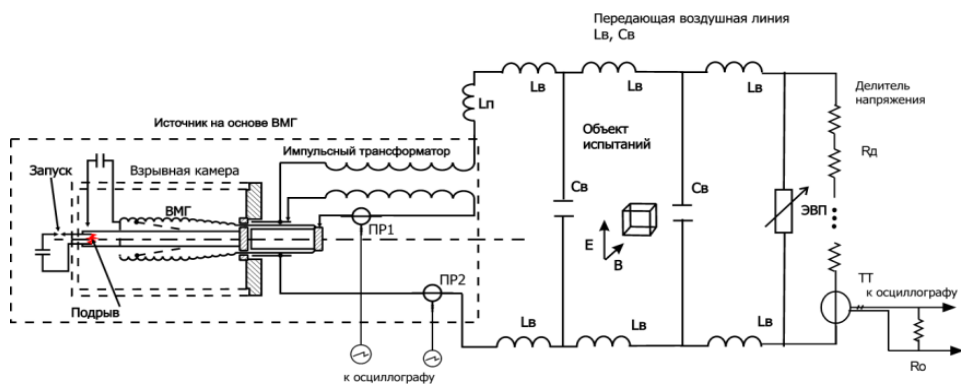 Передающая воздушная линия
Lв, Cв
Lв
Lв
Lв
Lп
Делитель
напряжения
Источник на основе ВМГ
Импульсный трансформатор
Объект
испытаний
Rд
Запуск
Взрывная камера
Cв
Cв
ВМГ
ЭВП
ПР1
E
B
ПР2
ТТ
к осциллографу
Подрыв
Lв
Lв
Lв
Rо
к осциллографу